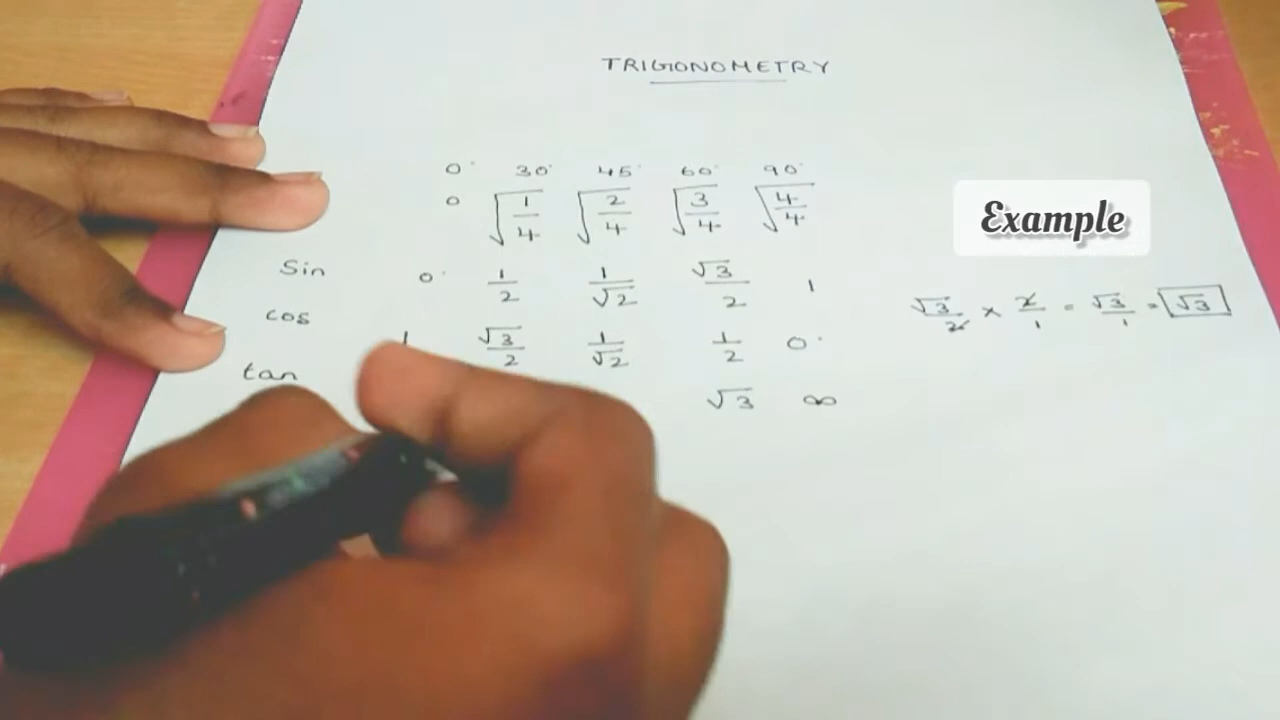 TRIGONOMETRY
0° 30° 45° 60° 90°
0 √1/4 √2/4 √3/4 √4/4
Example
Sin 0 1/2 1/√2 √3/2 1
√3/2 × 2/1 = √3/1 = √3
cos 1 √3/2 1/√2 1/2 0
tan √3 ∞